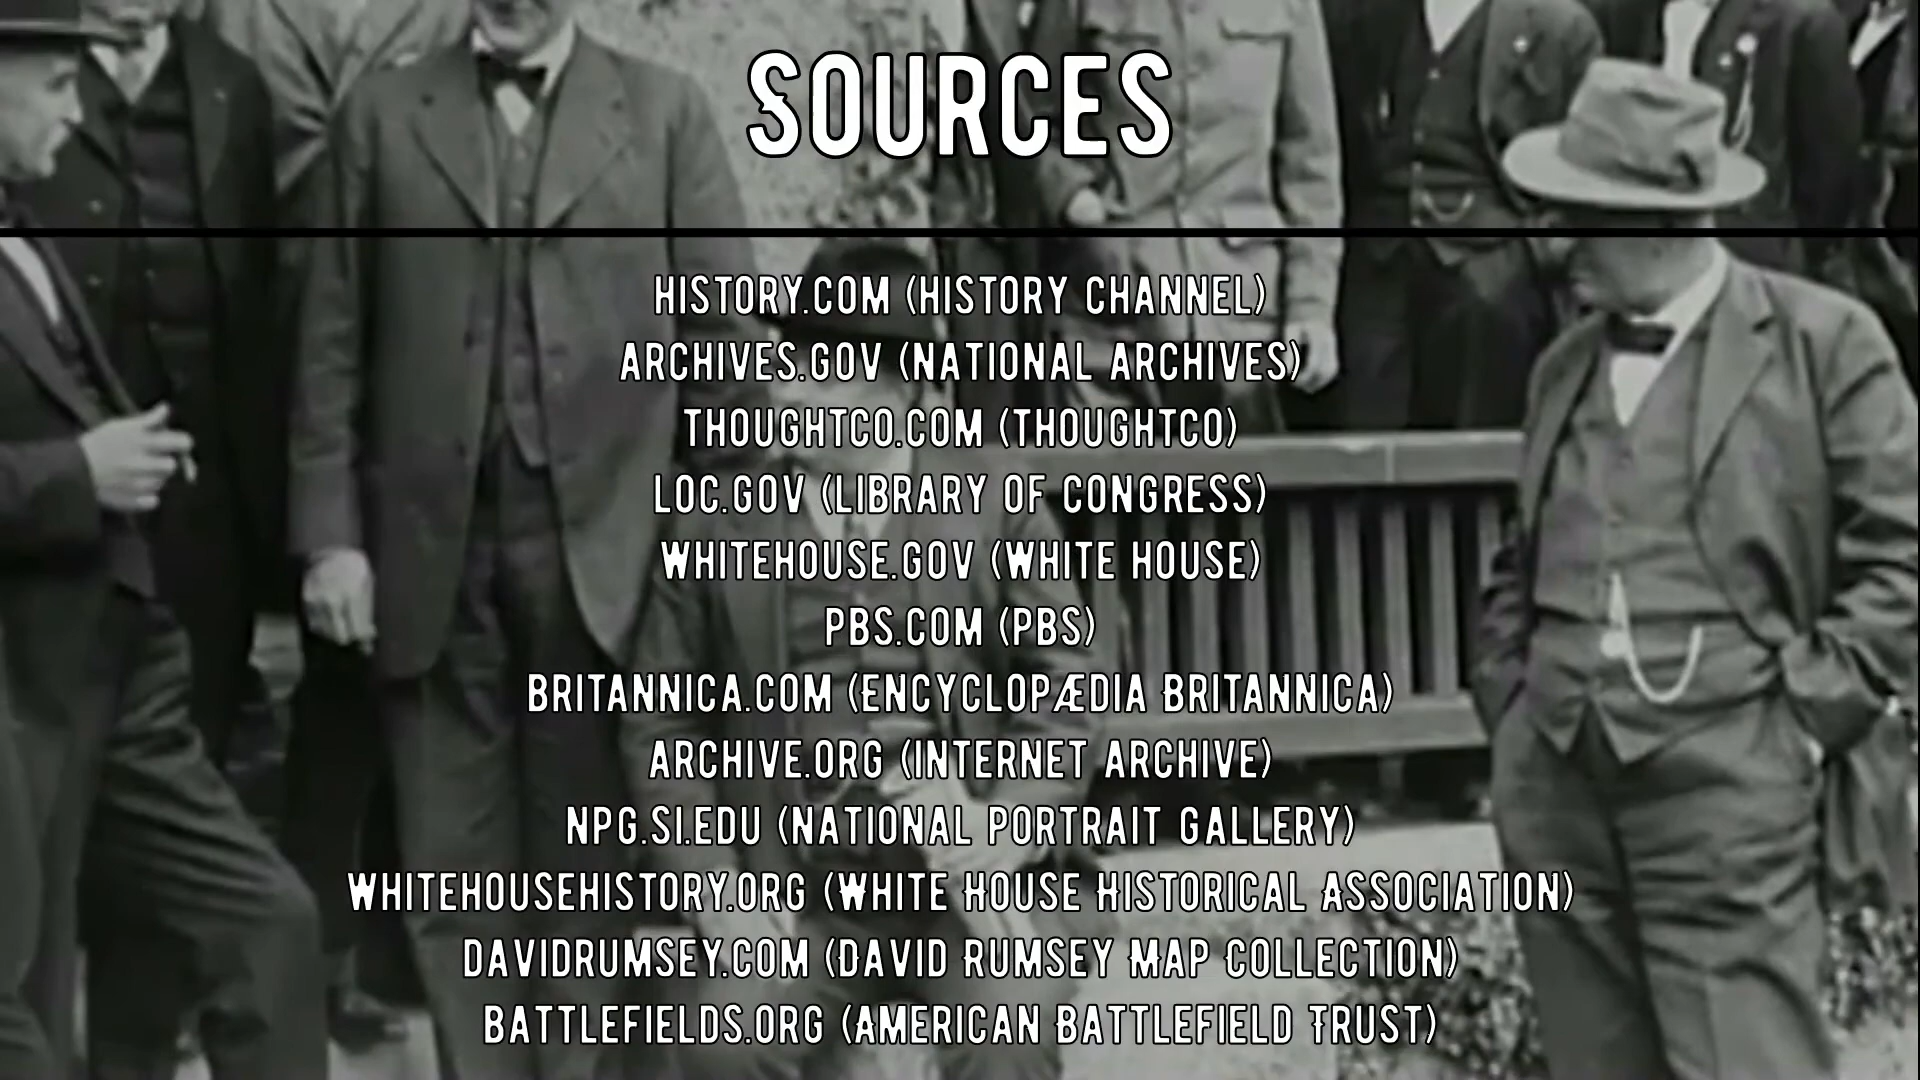 SOURCES
HISTORY.COM (HISTORY CHANNEL)
ARCHIVES.GOV (NATIONAL ARCHIVES)
THOUGHTCO.COM (THOUGHTCO)
LOC.GOV (LIBRARY OF CONGRESS)
WHITEHOUSE.GOV (WHITE HOUSE)
PBS.COM (PBS)
BRITANNICA.COM (ENCYCLOPÆDIA BRITANNICA)
ARCHIVE.ORG (INTERNET ARCHIVE)
NPG.SI.EDU (NATIONAL PORTRAIT GALLERY)
WHITEHOUSEHISTORY.ORG (WHITE HOUSE HISTORICAL ASSOCIATION)
DAVIDRUMSEY.COM (DAVID RUMSEY MAP COLLECTION)
BATTLEFIELDS.ORG (AMERICAN BATTLEFIELD TRUST)